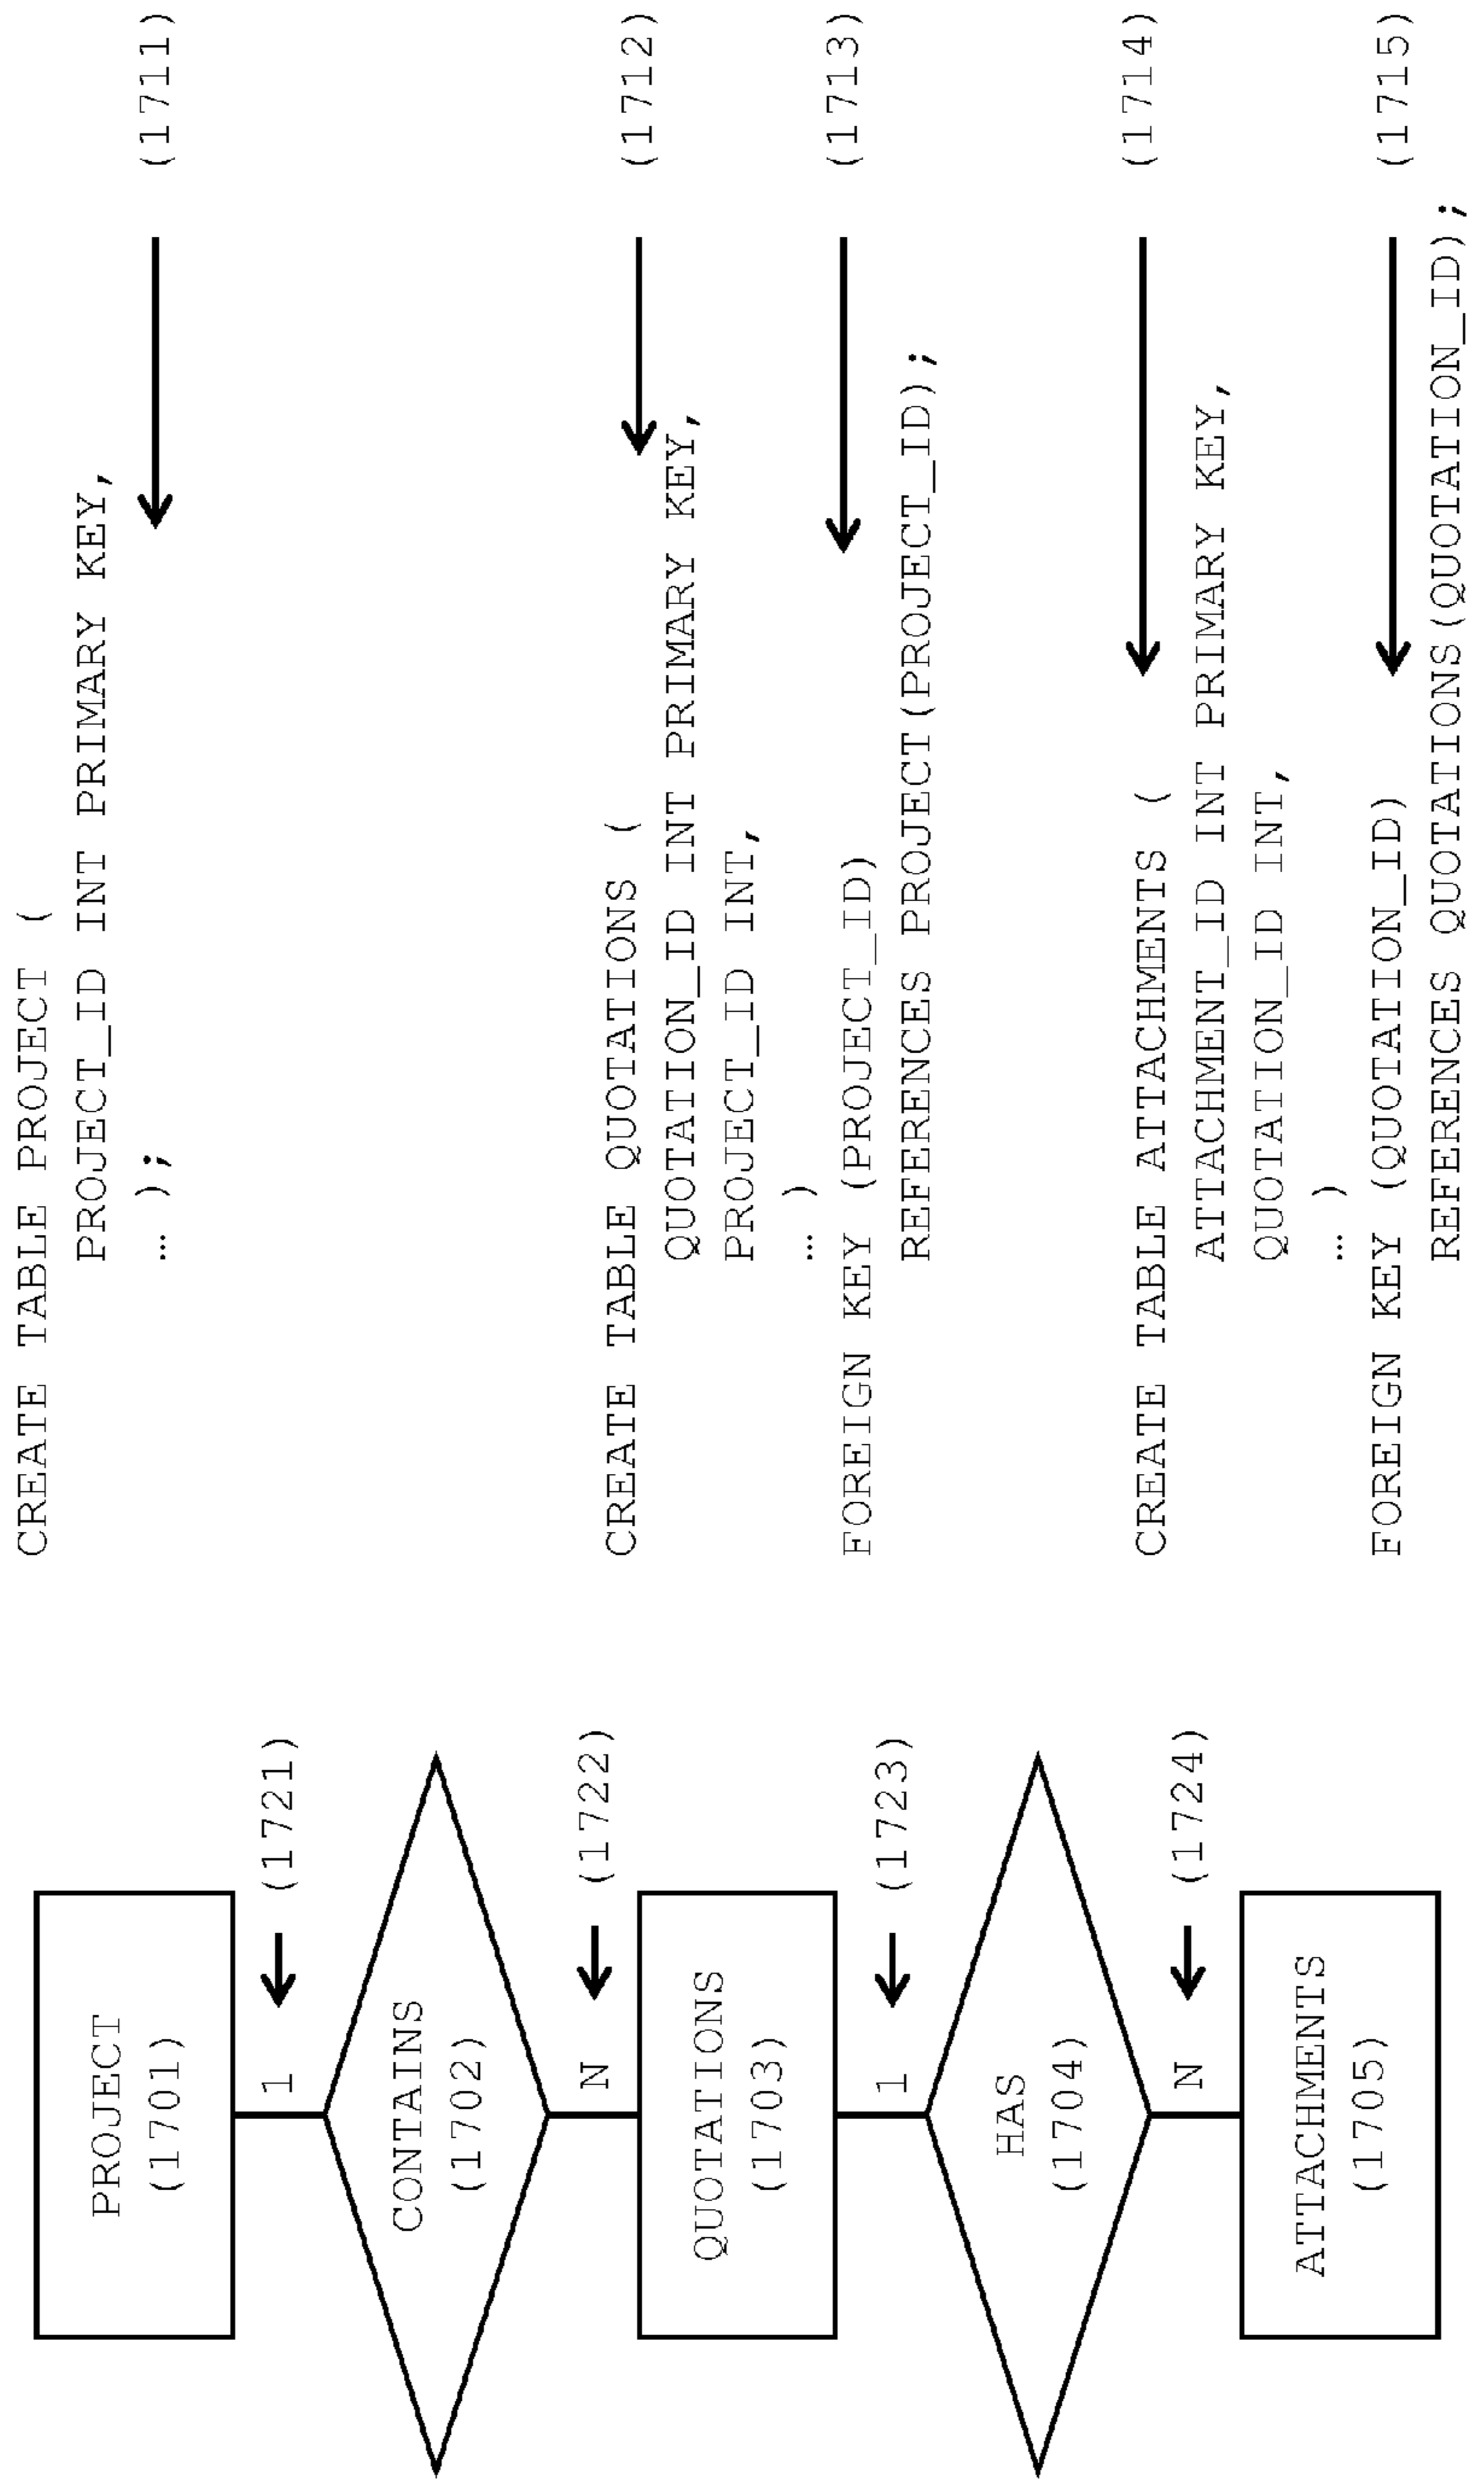 PROJECT
(1701)
1
(1721)
CONTAINS
(1702)
N
(1722)
QUOTATIONS
(1703)
1
(1723)
HAS
(1704)
N
(1724)
ATTACHMENTS
(1705)
CREATE TABLE PROJECT (
PROJECT_ID INT PRIMARY KEY,
… );
(1711)
CREATE TABLE QUOTATIONS (
(1712)
QUOTATION_ID INT PRIMARY KEY,
PROJECT_ID INT,
… )
FOREIGN KEY (PROJECT_ID)
(1713)
REFERENCES PROJECT(PROJECT_ID);
CREATE TABLE ATTACHMENTS (
(1714)
ATTACHMENT_ID INT PRIMARY KEY,
QUOTATION_ID INT,
… )
FOREIGN KEY (QUOTATION_ID)
(1715)
REFERENCES QUOTATIONS(QUOTATION_ID);